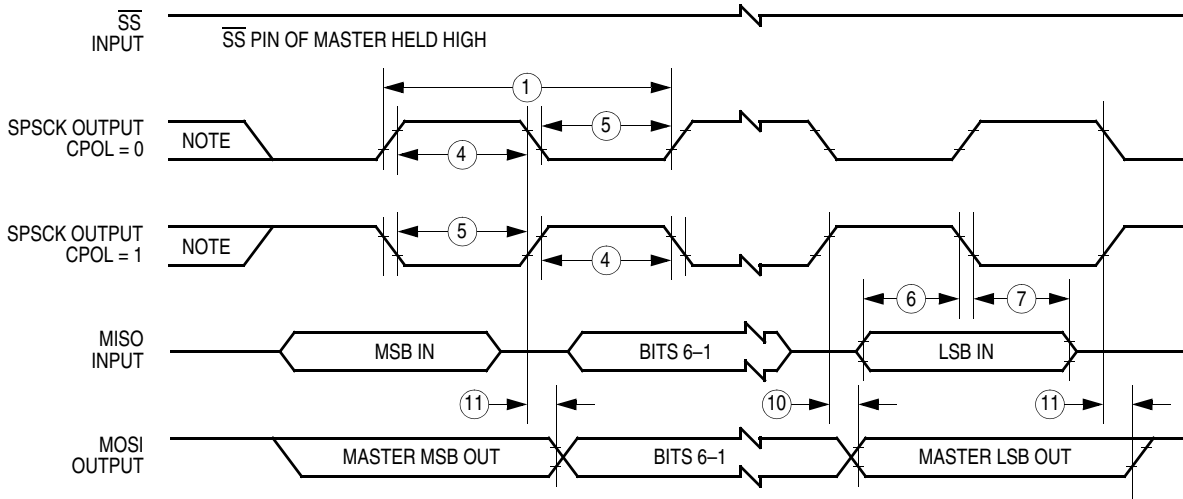 SS
INPUT
SS PIN OF MASTER HELD HIGH
1
SPSCK OUTPUT
CPOL = 0
NOTE
4
5
SPSCK OUTPUT
CPOL = 1
NOTE
5
4
6
7
MISO
INPUT
MSB IN
BITS 6–1
LSB IN
11
10
11
MOSI
OUTPUT
MASTER MSB OUT
BITS 6–1
MASTER LSB OUT